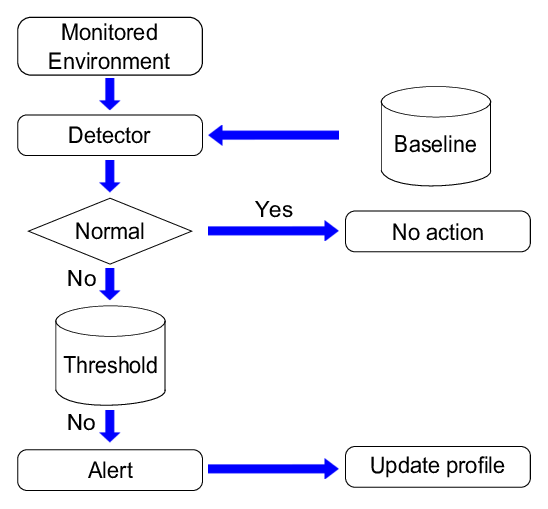 Monitored
Environment
Detector
Baseline
Normal
Yes
No action
No
Threshold
No
Alert
Update profile